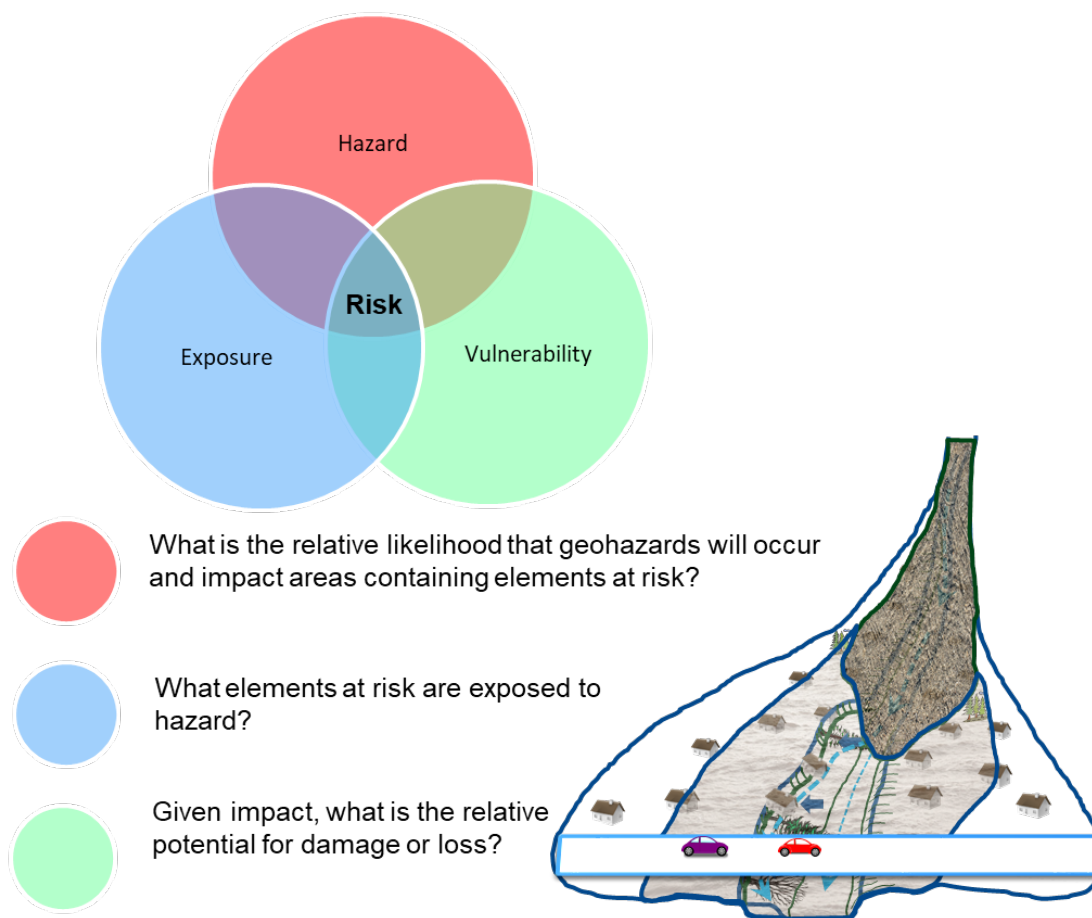 Hazard
Risk
Exposure
Vulnerability
What is the relative likelihood that geohazards will occur
and impact areas containing elements at risk?
What elements at risk are exposed to
hazard?
Given impact, what is the relative
potential for damage or loss?